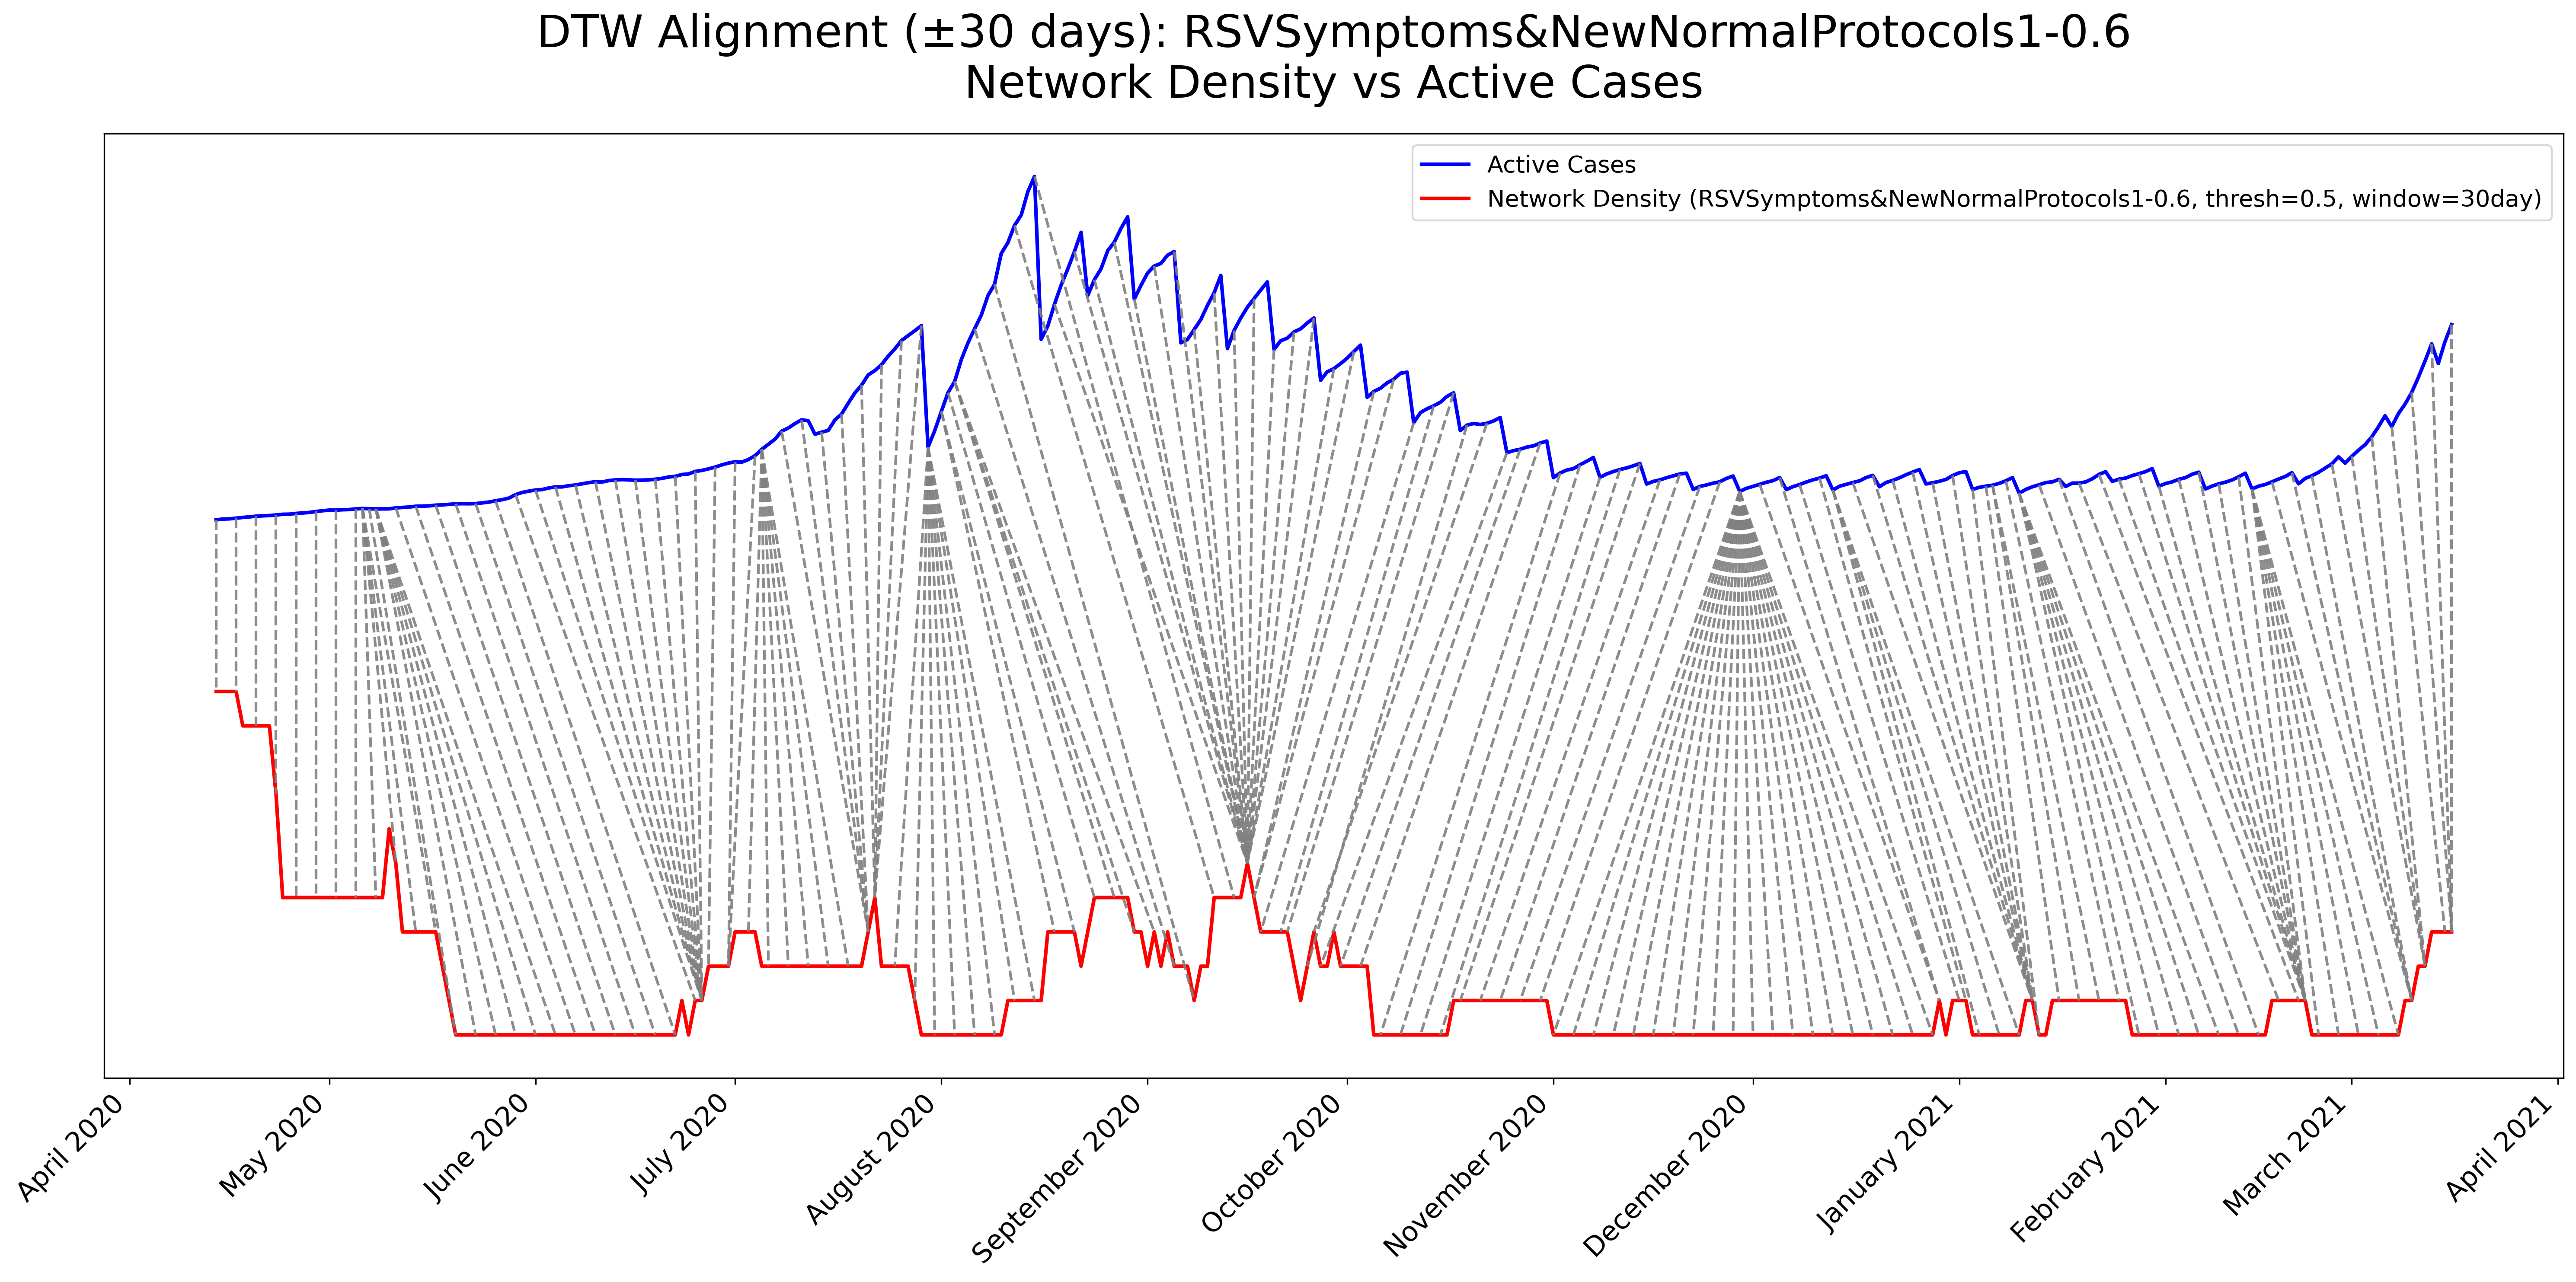 DTW Alignment (±30 days): RSVSymptoms&NewNormalProtocols1-0.6
Network Density vs Active Cases
Active Cases
Network Density (RSVSymptoms&NewNormalProtocols1-0.6, thresh=0.5, window=30day)
April 2020
May 2020
June 2020
July 2020
August 2020
September 2020
October 2020
November 2020
December 2020
January 2021
February 2021
March 2021
April 2021